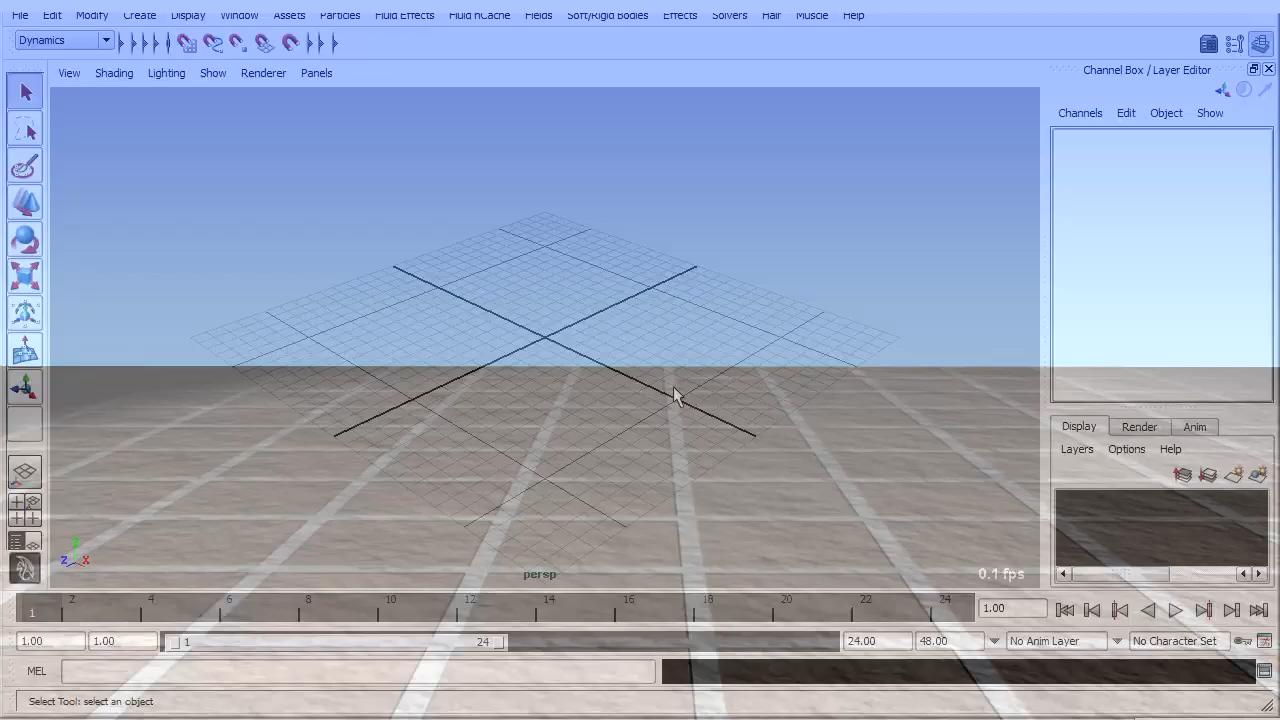 File Edit Modify Create Display Window Assets Particles Fluid Effects Fluid nCache Fields Soft/Rigid Bodies Effects Solvers Hair Muscle Help
Dynamics
View Shading Lighting Show Renderer Panels
Channel Box / Layer Editor
Channels Edit Object Show
Display Render Anim
Layers Options Help
Z Z X
persp
0.1 fps
1 2 4 6 8 10 12 14 16 18 20 22 24
1.00
1.00 1.00 1 24 24.00 48.00 No Anim Layer No Character Set
MEL
Select Tool: select an object